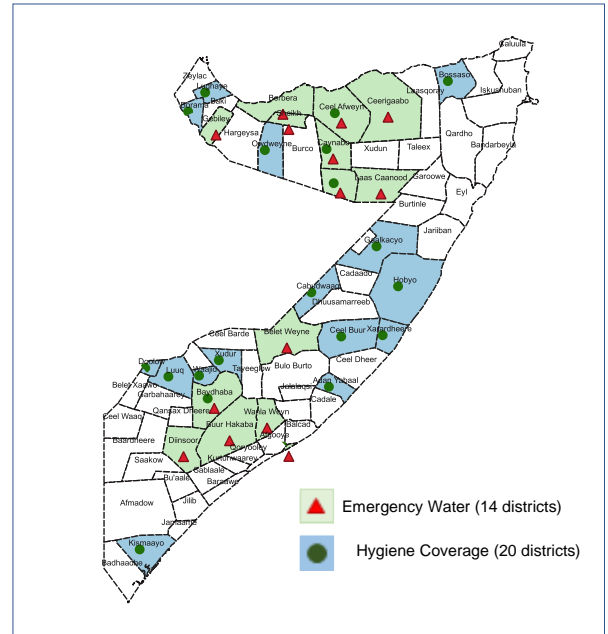 Caluula
Zeylac
Bossaso
Lughaya
Laasqoray
Iskushuban
Baki
Borama
Berbera
Ceerigaabo
Sheikh
Ceel Afweyn
Gebiley
Hargeysa
Qardho
Oodweyne
Burco
Caynabo
Xudun
Taleex
Bandarbeyla
Laas Caanood
Garoowe
Eyl
Burtinle
Jariiban
Gaalkacyo
Cadaado
Hobyo
Cabudwaaq
Dhuusamarreeb
Ceel Barde
Belet Weyne
Ceel Buur
Xarardheere
Xudur
Doolow
Ceel Dheer
Luuq
Waajid
Tayeeglow
Bulo Burto
Belet Xaawo
Garbahaarey
Baydhaba
Jalalaqsi
Adan Yabaal
Qansax Dheere
Cadale
Ceel Waaq
Wanla Weyn
Buur Hakaba
Balcad
Baardheere
Diinsoor
Afgooye
Qoryooley
Saakow
Kurtunwaarey
Bu'aale
Sablaale
Baraawe
Afmadow
Jilib
Jamaame
Kismaayo
Badhaadhe
Emergency Water (14 districts)
Hygiene Coverage (20 districts)